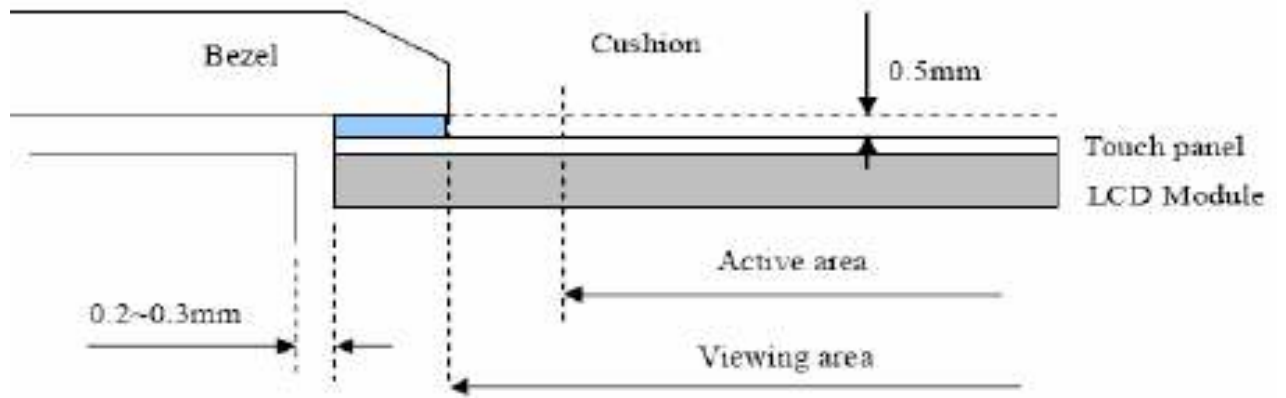 Cushion
Bezel
0.5mm
Touch panel
LCD Module
Active area
0.2~0.3mm
Viewing area